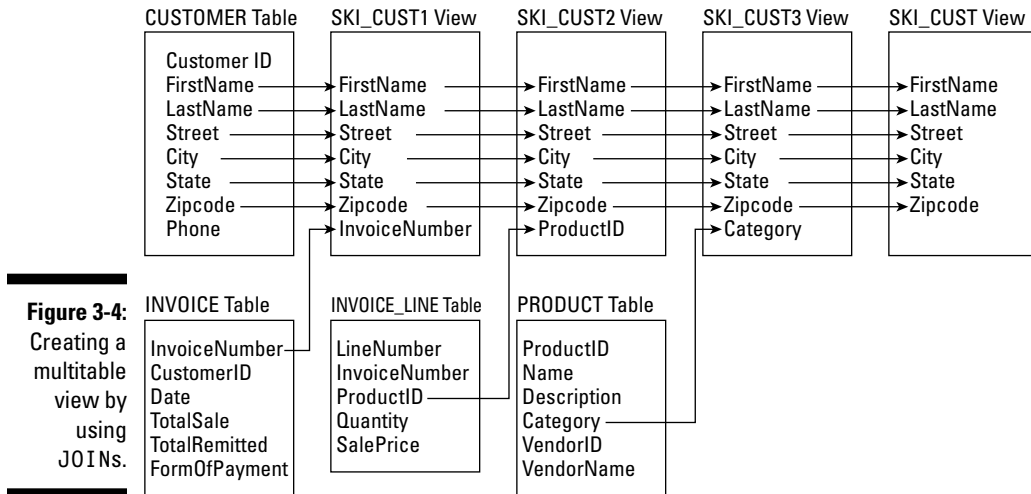 CUSTOMER Table
Customer ID
FirstName
LastName
Street
City
State
Zipcode
Phone
SKI_CUST1 View
FirstName
LastName
Street
City
State
Zipcode
InvoiceNumber
SKI_CUST2 View
FirstName
LastName
Street
City
State
Zipcode
ProductID
SKI_CUST3 View
FirstName
LastName
Street
City
State
Zipcode
Category
SKI_CUST View
FirstName
LastName
Street
City
State
Zipcode
Figure 3-4:
Creating a
multitable
view by
using
JOINs.
INVOICE Table
InvoiceNumber
CustomerID
Date
TotalSale
TotalRemitted
FormOfPayment
INVOICE_LINE Table
LineNumber
InvoiceNumber
ProductID
Quantity
SalePrice
PRODUCT Table
ProductID
Name
Description
Category
VendorID
VendorName